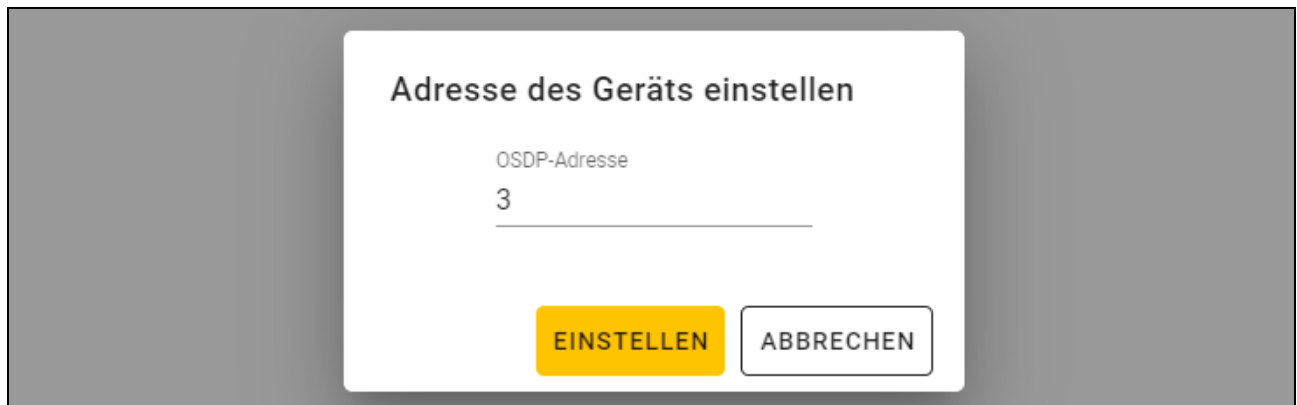 Adresse des Geräts einstellen
OSDP-Adresse
3
EINSTELLEN ABBRECHEN